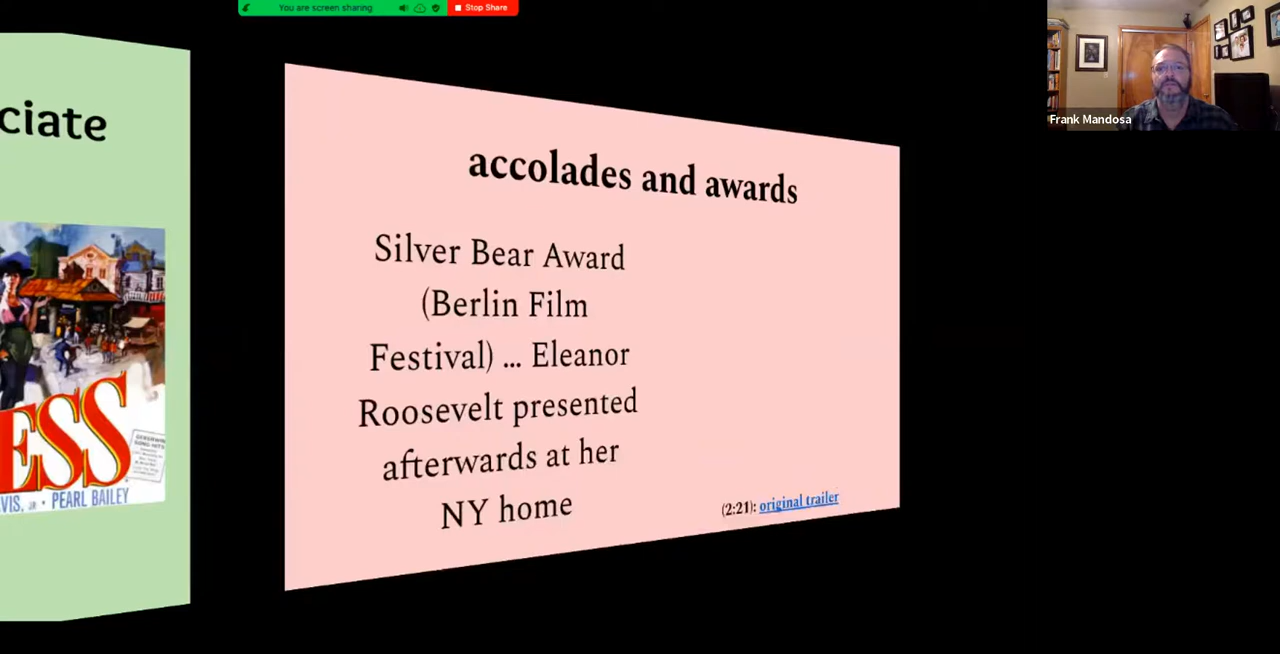 You are screen sharing
Stop Share
Frank Mandosa
ciate
ESS
VIS, JR • PEARL BAILEY
accolades and awards
Silver Bear Award
(Berlin Film
Festival) ... Eleanor
Roosevelt presented
afterwards at her
NY home
(2:21): original trailer